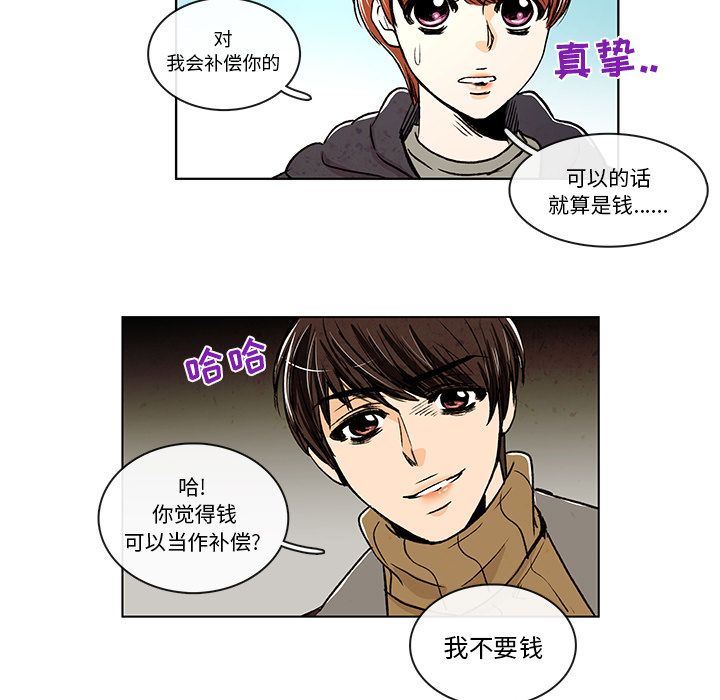 对
我会补偿你的
真挚..
可以的话
就算是钱......
哈哈
哈!
你觉得钱
可以当作补偿?
我不要钱